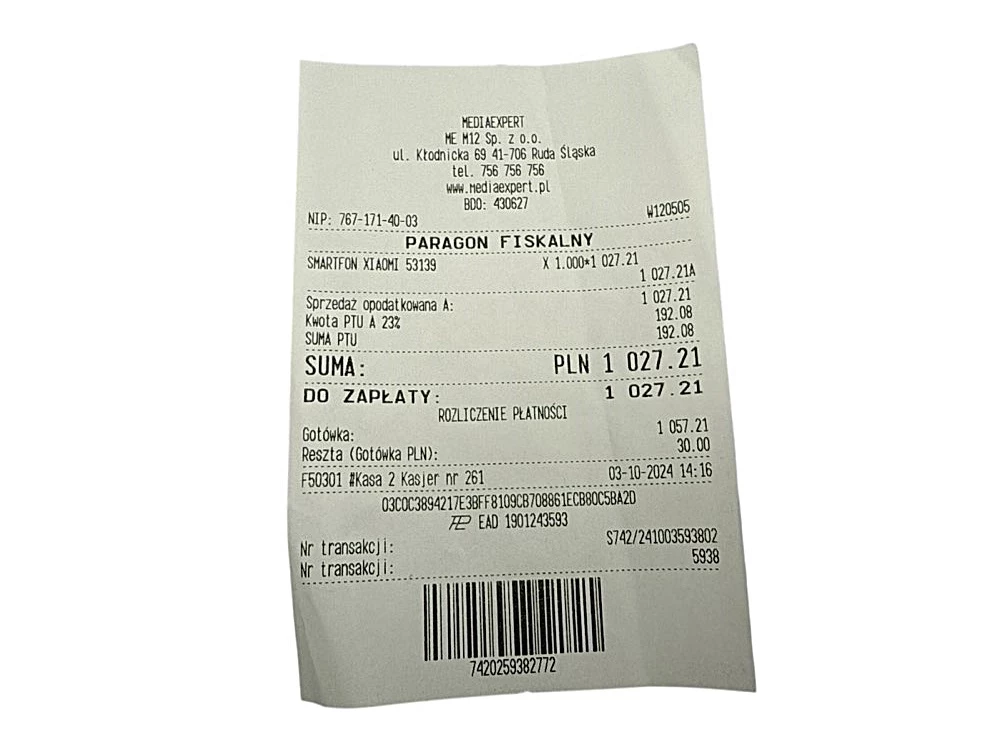 MEDIAEXPERT
ME M12 Sp. z o.o.
ul. Kłodnicka 69 41-706 Ruda Śląska
tel. 756 756 756
www.mediaexpert.pl
BDO: 430627
NIP: 767-171-40-03 W120505
PARAGON FISKALNY
SMARTFON XIAOMI 53139 X 1.000*1 027.21
1 027.21A
Sprzedaż opodatkowana A: 1 027.21
Kwota PTU A 23% 192.08
SUMA PTU 192.08
SUMA: PLN 1 027.21
DO ZAPŁATY: 1 027.21
ROZLICZENIE PŁATNOŚCI
Gotówka: 1 057.21
Reszta (Gotówka PLN): 30.00
F50301 #Kasa 2 Kasjer nr 261 03-10-2024 14:16
03C0C3894217E3BFF8109CB708861ECB80C5BA2D
EAD 1901243593
Nr transakcji: S742/241003593802
Nr transakcji: 5938
7420259382772